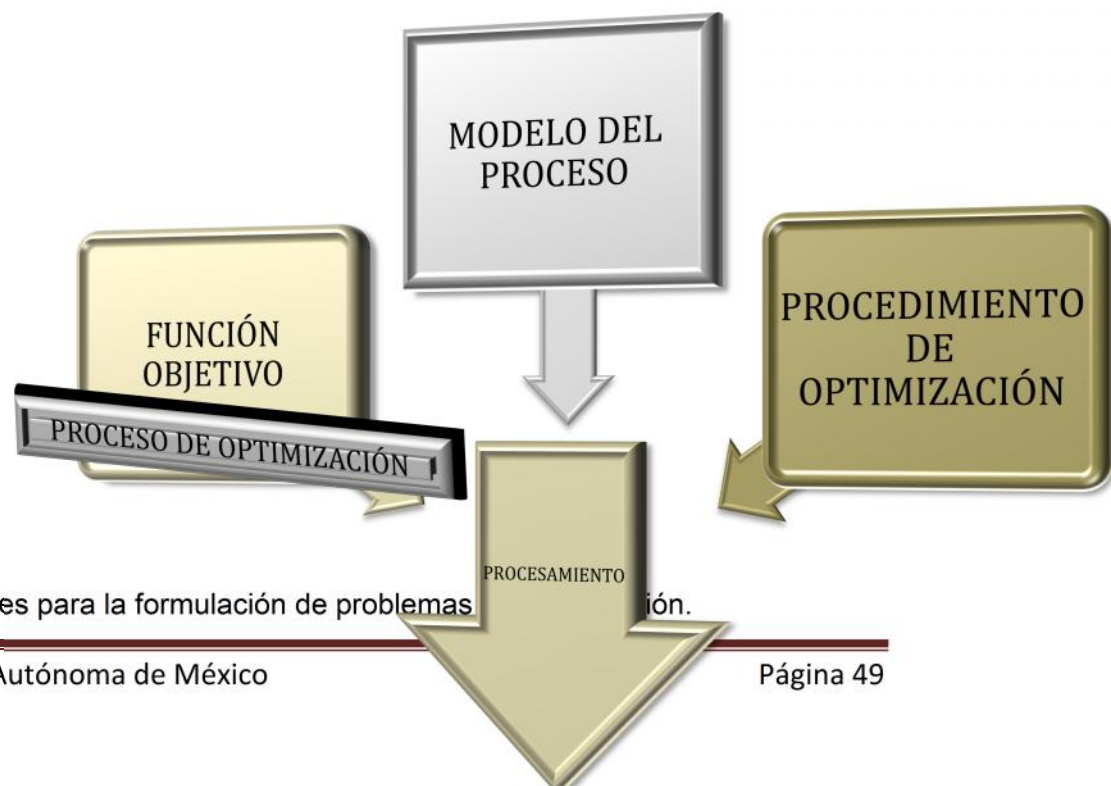 MODELO DEL
PROCESO
FUNCIÓN
OBJETIVO
PROCEDIMIENTO
DE
OPTIMIZACIÓN
PROCESO DE OPTIMIZACIÓN
PROCESAMIENTO
es para la formulación de problemas ión.
Autónoma de México
Página 49